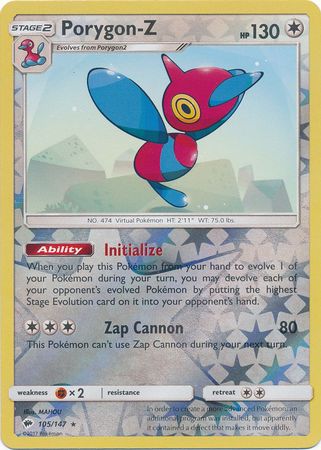 STAGE2 Porygon-Z HP 130
Evolves from Porygon2
NO. 474 Virtual Pokémon HT: 2'11" WT: 75.0 lbs.
Ability Initialize
When you play this Pokémon from your hand to evolve 1 of
your Pokémon during your turn, you may devolve each of
your opponent's evolved Pokémon by putting the highest
Stage Evolution card on it into your opponent's hand.
Zap Cannon 80
This Pokémon can't use Zap Cannon during your next turn.
weakness × 2 resistance retreat
illus. MAHOU
105/147 ★
©2017 Pokémon
In order to create a more advanced Pokémon, an
additional program was installed, but apparently
it contained a defect that makes it move oddly.